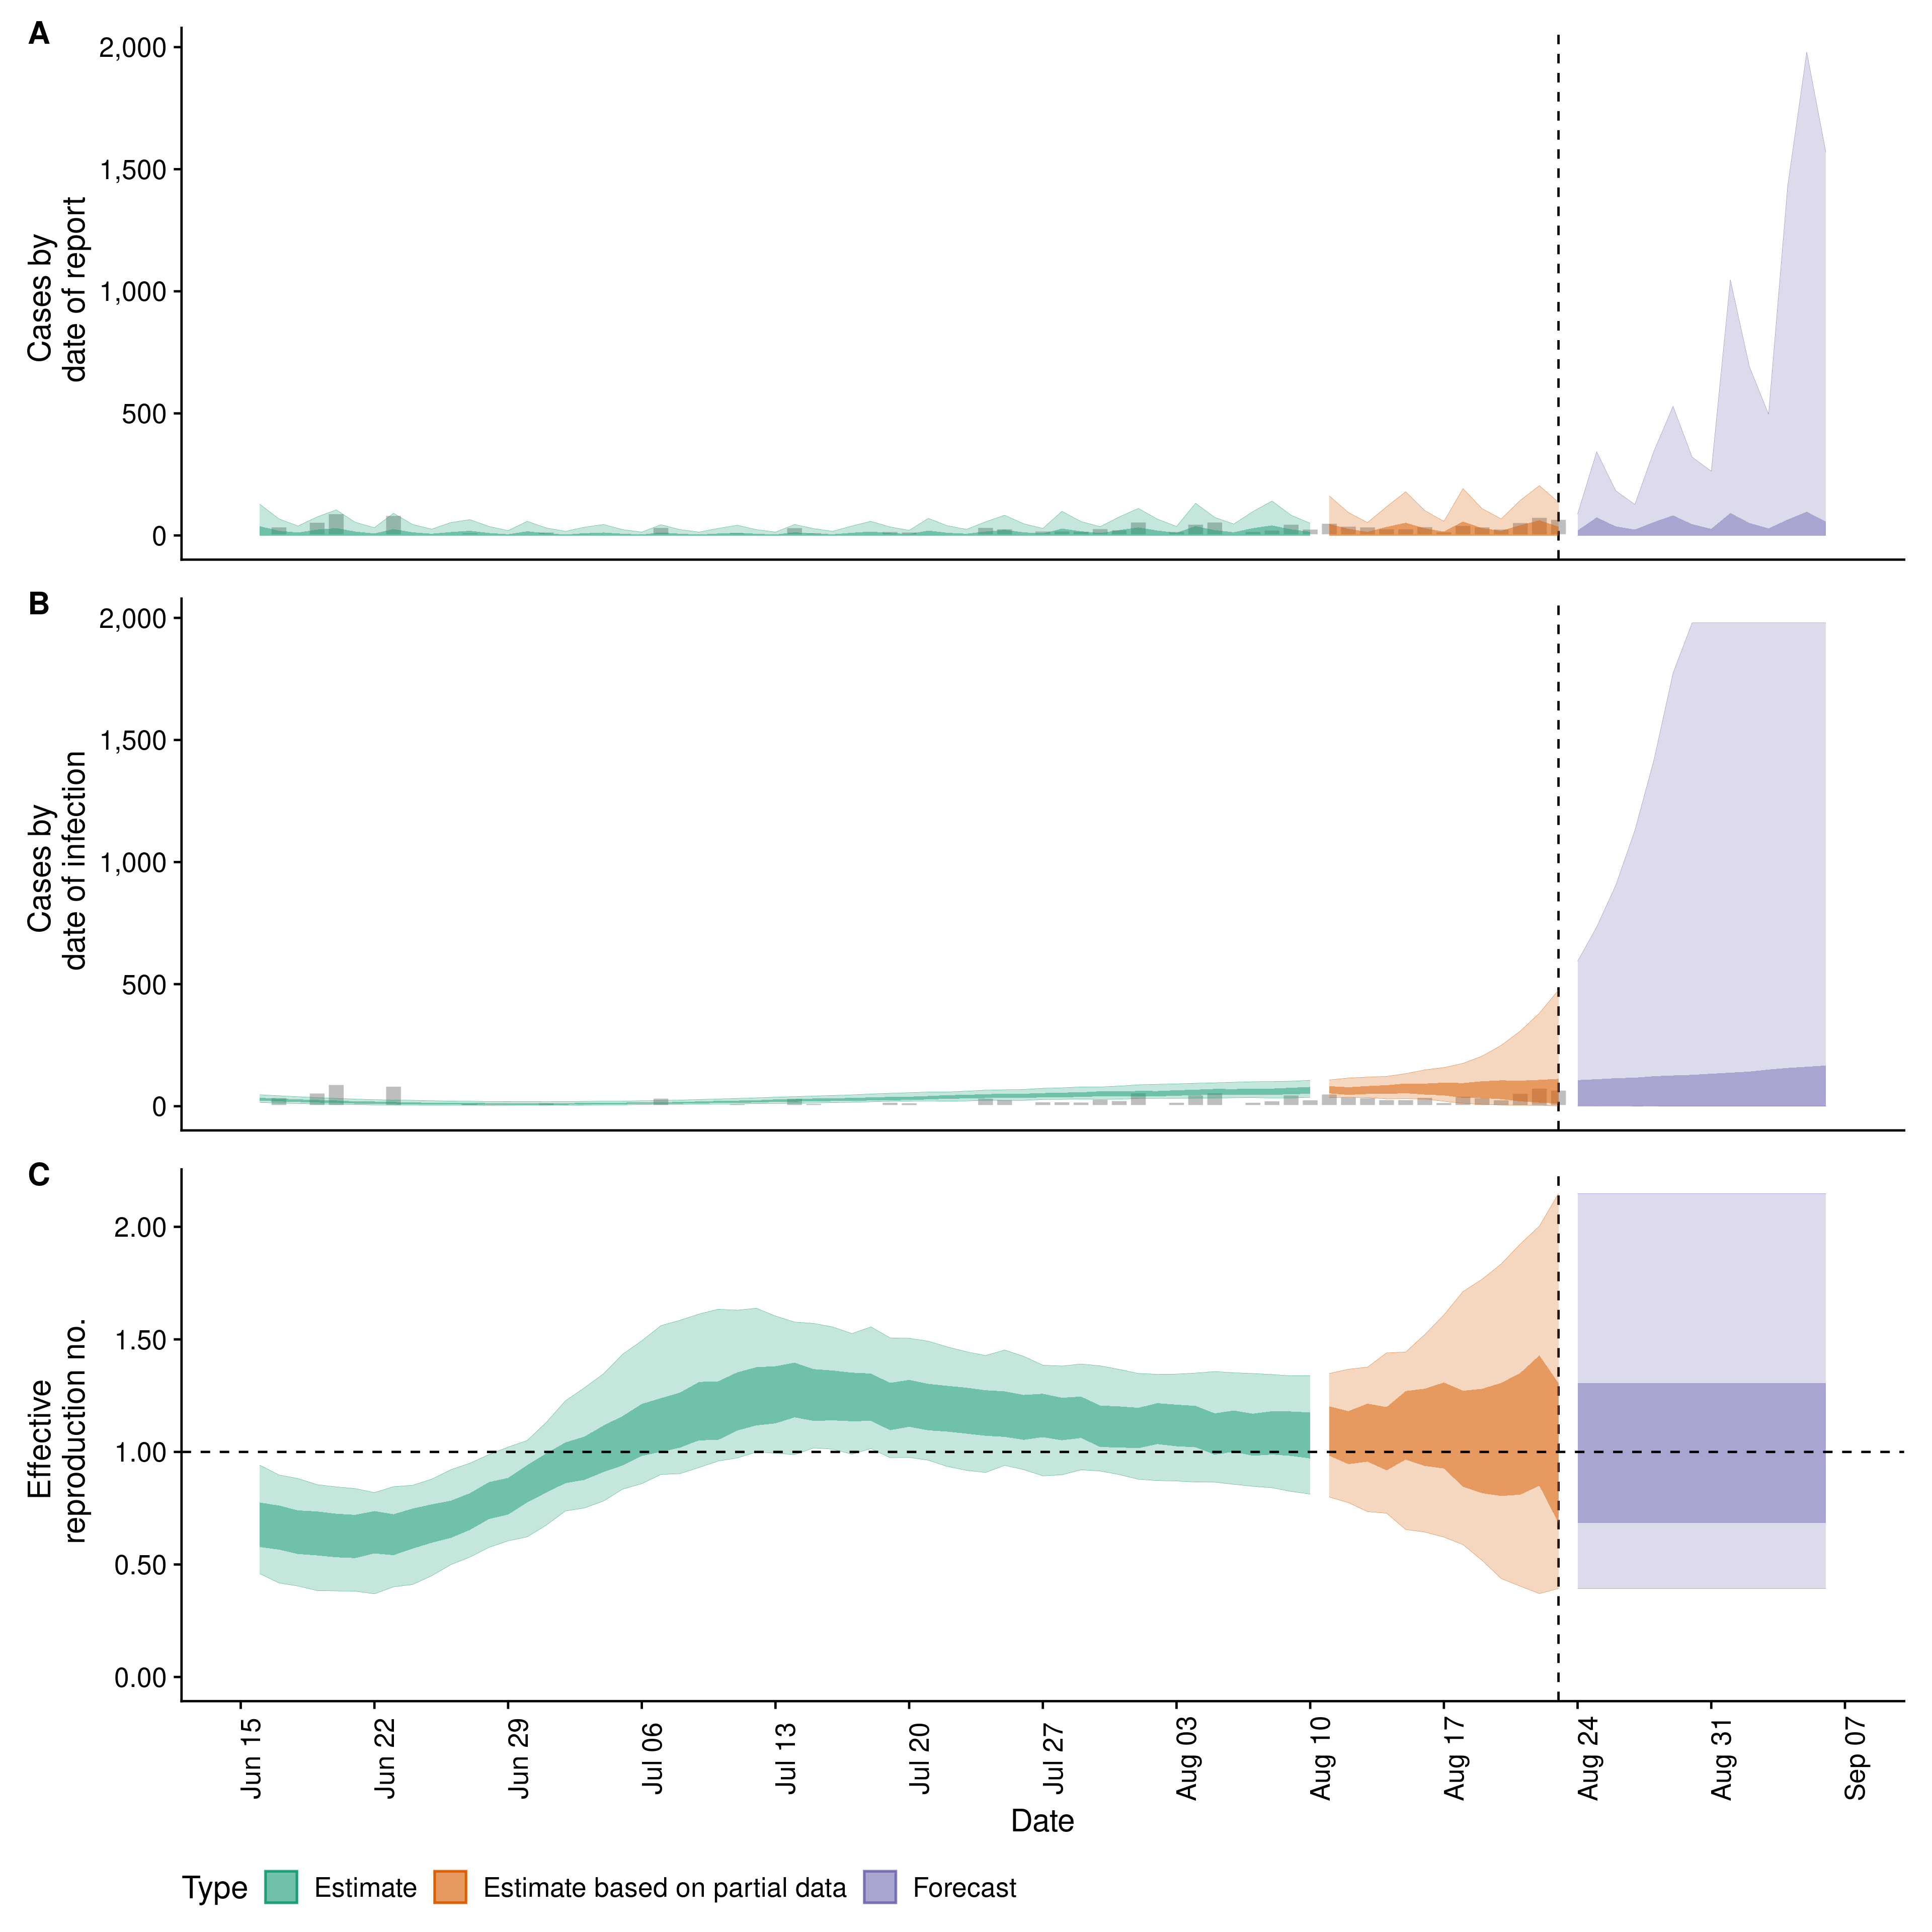 A
2,000
1,500
1,000
500
0
Cases by
date of report
B
2,000
1,500
1,000
500
0
Cases by
date of infection
C
2.00
1.50
1.00
0.50
0.00
Effective
reproduction no.
Jun 15
Jun 22
Jun 29
Jul 06
Jul 13
Jul 20
Jul 27
Aug 03
Aug 10
Aug 17
Aug 24
Aug 31
Sep 07
Date
Type Estimate Estimate based on partial data Forecast